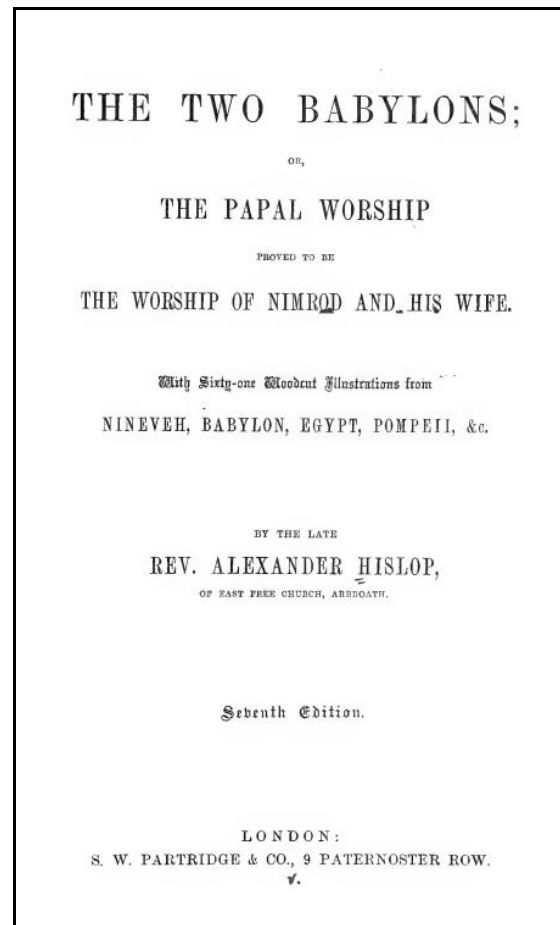 THE TWO BABYLONS;
OR,
THE PAPAL WORSHIP
PROVED TO BE
THE WORSHIP OF NIMROD AND HIS WIFE.
With Sixty-one Woodcut Illustrations from
NINEVEH, BABYLON, EGYPT, POMPEII, &c.
BY THE LATE
REV. ALEXANDER HISLOP,
OF EAST FREE CHURCH, ARBROATH.
Seventh Edition.
LONDON:
S. W. PARTRIDGE & CO., 9 PATERNOSTER ROW.